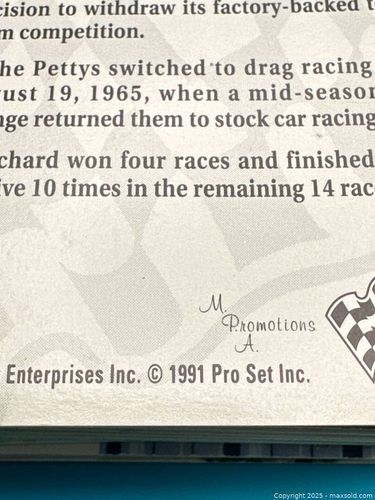 cision to withdraw its factory-backed t
m competition.
he Pettys switched to drag racing
ust 19, 1965, when a mid-season
nge returned them to stock car racing
chard won four races and finished
ive 10 times in the remaining 14 rac
M.
Promotions
A.
Enterprises Inc. © 1991 Pro Set Inc.
Copyright 2025 - maxsold.com